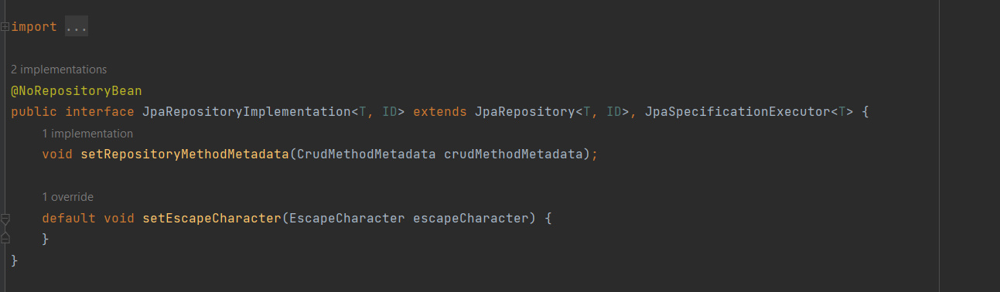 import ...
2 implementations
@NoRepositoryBean
public interface JpaRepositoryImplementation<T, ID> extends JpaRepository<T, ID>, JpaSpecificationExecutor<T> {
1 implementation
void setRepositoryMethodMetadata(CrudMethodMetadata crudMethodMetadata);
1 override
default void setEscapeCharacter(EscapeCharacter escapeCharacter) {
}
}